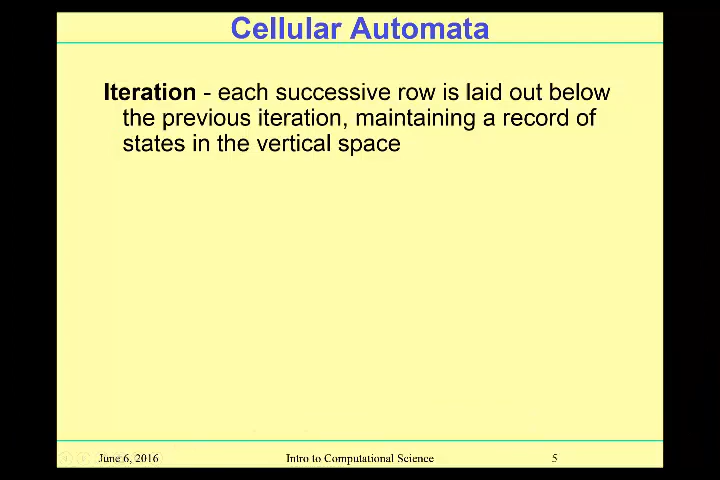 Cellular Automata
Iteration - each successive row is laid out below
the previous iteration, maintaining a record of
states in the vertical space
June 6, 2016
Intro to Computational Science
5